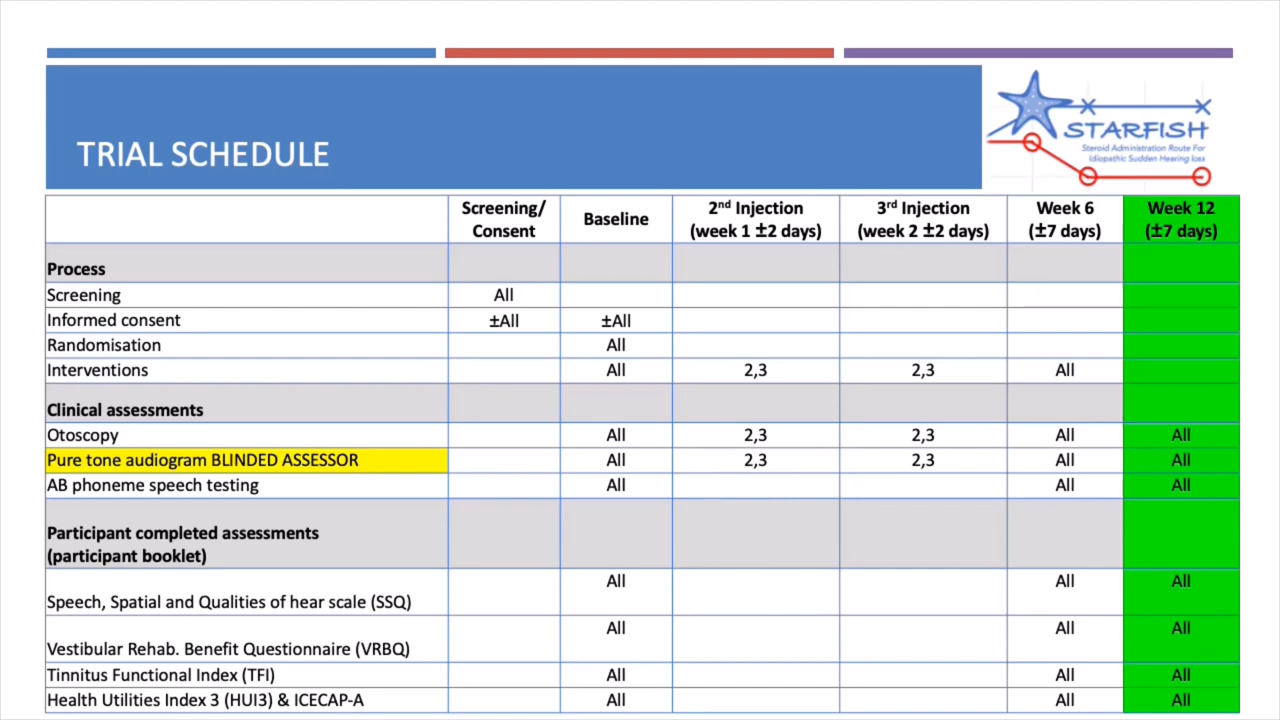 TRIAL SCHEDULE
STARFISH
Steroid Administration Route For
Idiopathic Sudden Hearing loss
Screening/ Consent Baseline 2nd Injection (week 1 ±2 days) 3rd Injection (week 2 ±2 days) Week 6 (±7 days) Week 12 (±7 days)
Process
Screening All
Informed consent ±All ±All
Randomisation All
Interventions All 2,3 2,3 All
Clinical assessments
Otoscopy All 2,3 2,3 All All
Pure tone audiogram BLINDED ASSESSOR All 2,3 2,3 All All
AB phoneme speech testing All All All
Participant completed assessments
(participant booklet)
Speech, Spatial and Qualities of hear scale (SSQ) All All All
Vestibular Rehab. Benefit Questionnaire (VRBQ) All All All
Tinnitus Functional Index (TFI) All All All
Health Utilities Index 3 (HUI3) & ICECAP-A All All All